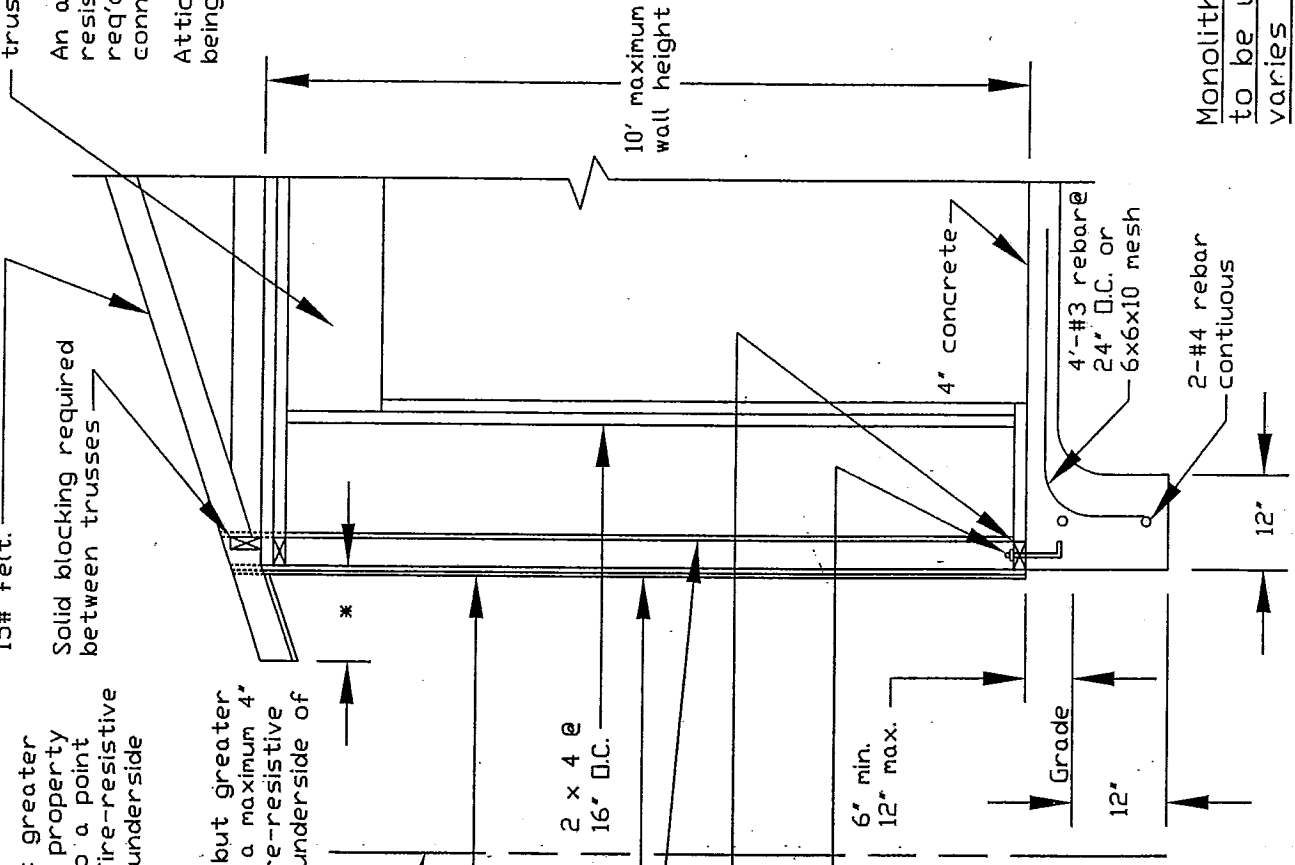 trus
An a
resis
req'd
conn
Attic
being
15# felt.
Solid blocking required
between trusses
greater
property
o a point
ire-resistive
underside
but greater
a maximum 4"
re-resistive
underside of
*
10' maximum
wall height
2 x 4 @
16" O.C.
4" concrete
4'-#3 rebar@
24" O.C. or
6x6x10 mesh
2-#4 rebar
contiuous
6" min.
12" max.
Grade
12"
12"
Monolith
to be u
varies